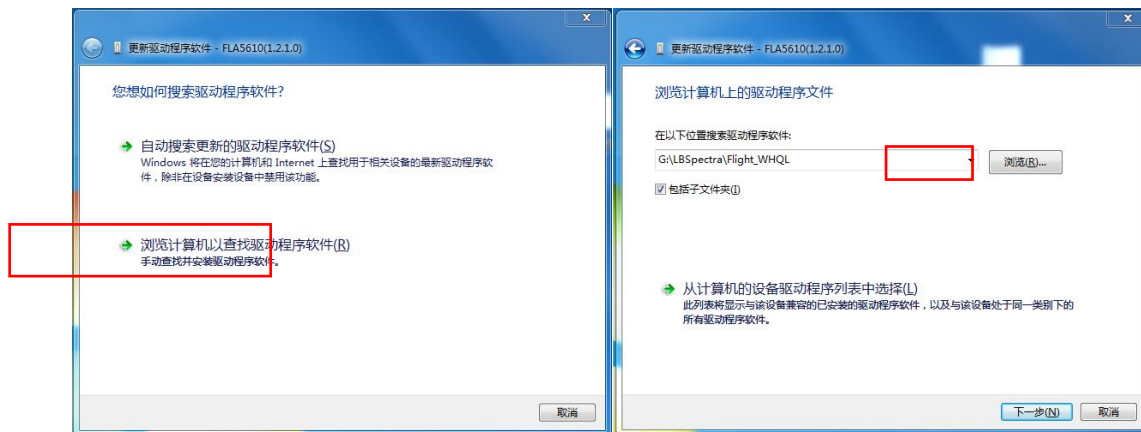 更新驱动程序软件 - FLA5610(1.2.1.0)
您想如何搜索驱动程序软件?
自动搜索更新的驱动程序软件(S)
Windows 将在您的计算机和 Internet 上查找用于相关设备的最新驱动程序软
件，除非在设备安装设备中禁用该功能。
浏览计算机以查找驱动程序软件(R)
手动查找并安装驱动程序软件。
取消
更新驱动程序软件 - FLA5610(1.2.1.0)
浏览计算机上的驱动程序文件
在以下位置搜索驱动程序软件:
G:\LBSpectra\Flight_WHQL
浏览(R)...
包括子文件夹(I)
从计算机的设备驱动程序列表中选择(L)
此列表将显示与该设备兼容的已安装的驱动程序软件，以及与该设备处于同一类别下的
所有驱动程序软件。
下一步(N)
取消